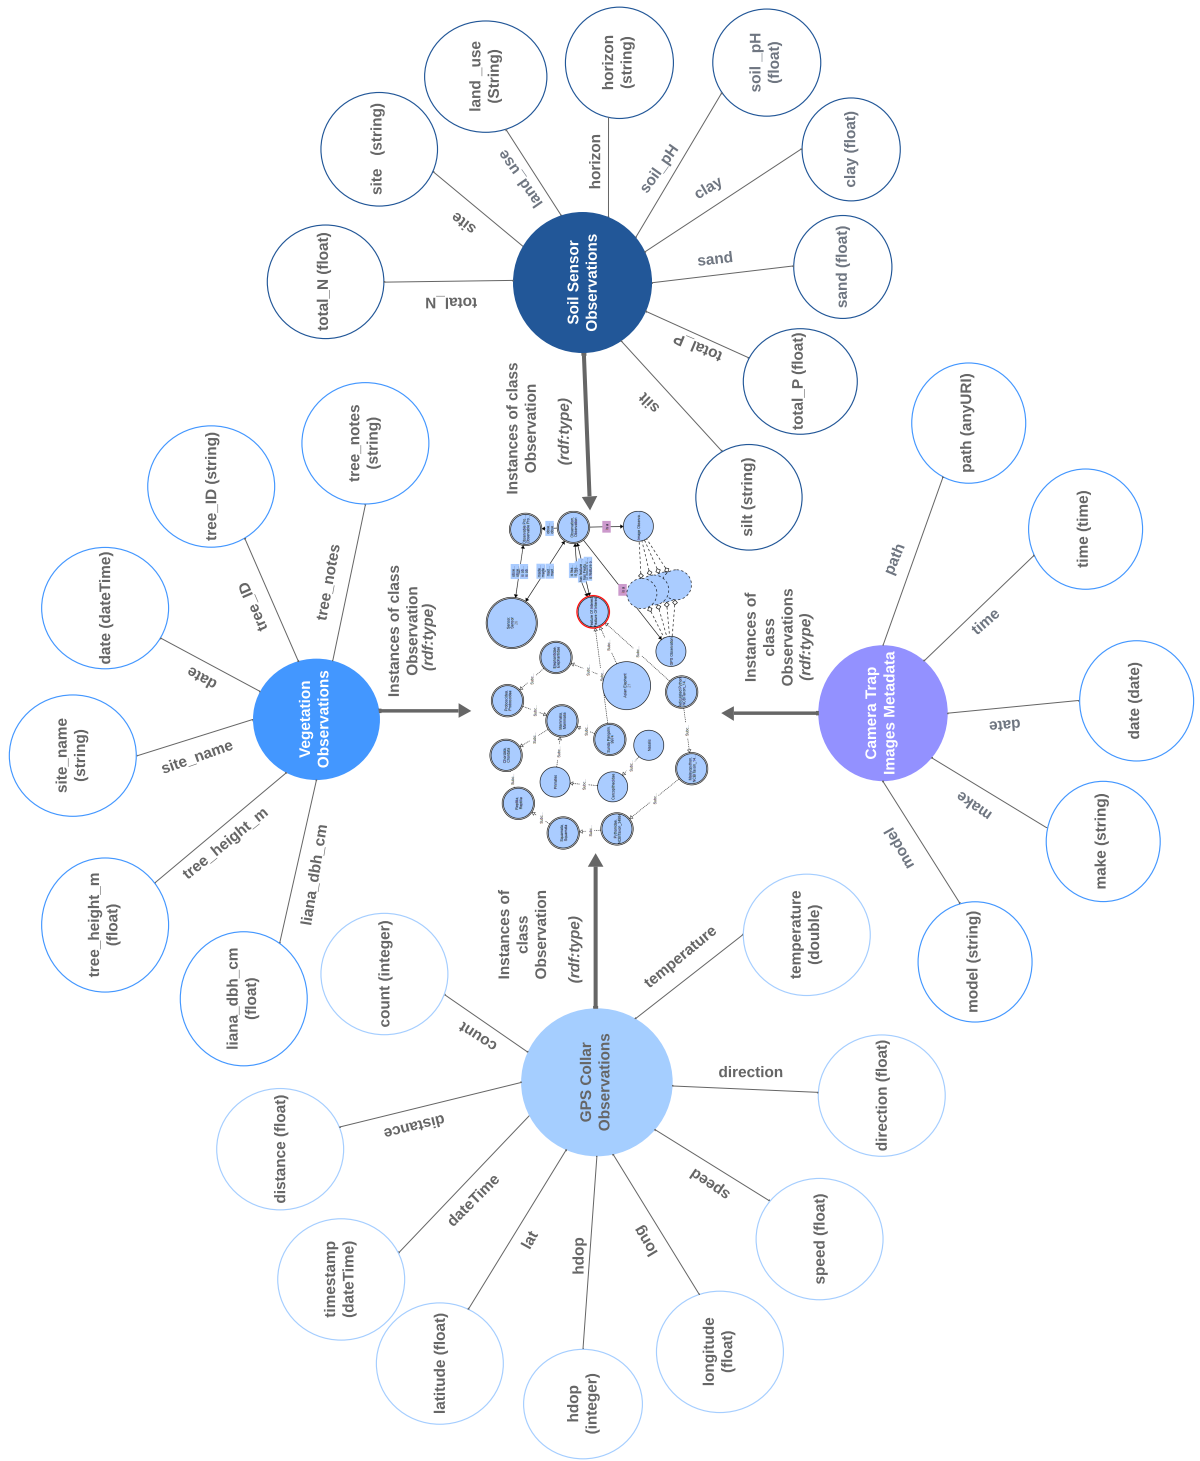 total_N (float)
site   (string)
land _use
(String)
horizon
(string)
soil _pH
(float)
clay (float)
sand (float)
total_P (float)
silt (string)
total_N
site
land_use
horizon
soil_pH
clay
sand
total_P
silt
Soil Sensor
Observations
Instances of class
Observation
(rdf:type)
tree_notes
(string)
tree_ID (string)
date (dateTime)
site_name
(string)
tree_height_m
(float)
liana_dbh_cm
(float)
tree_notes
tree_ID
date
site_name
tree_height_m
liana_dbh_cm
Vegetation
Observations
Instances of class
Observation
(rdf:type)
path (anyURI)
time (time)
date (date)
make (string)
model (string)
path
time
date
make
model
Camera Trap
Images Metadata
Instances of
class
Observations
(rdf:type)
count (integer)
distance (float)
timestamp
(dateTime)
latitude (float)
hdop
(integer)
longitude
(float)
speed (float)
direction (float)
temperature
(double)
count
distance
dateTime
lat
hdop
long
speed
direction
temperature
GPS Collar
Observations
Instances of
class
Observation
(rdf:type)